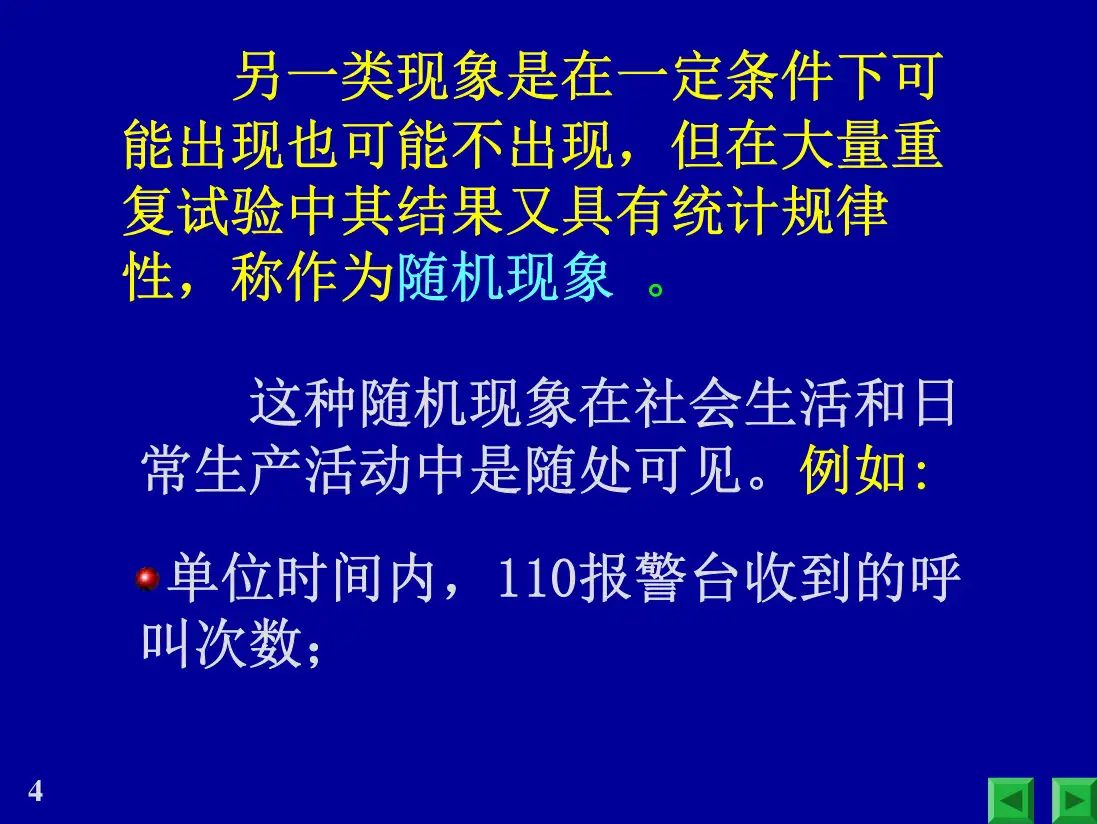 另一类现象是在一定条件下可
能出现也可能不出现，但在大量重
复试验中其结果又具有统计规律
性，称作为随机现象 。
这种随机现象在社会生活和日
常生产活动中是随处可见。例如:
单位时间内，110报警台收到的呼
叫次数；
4